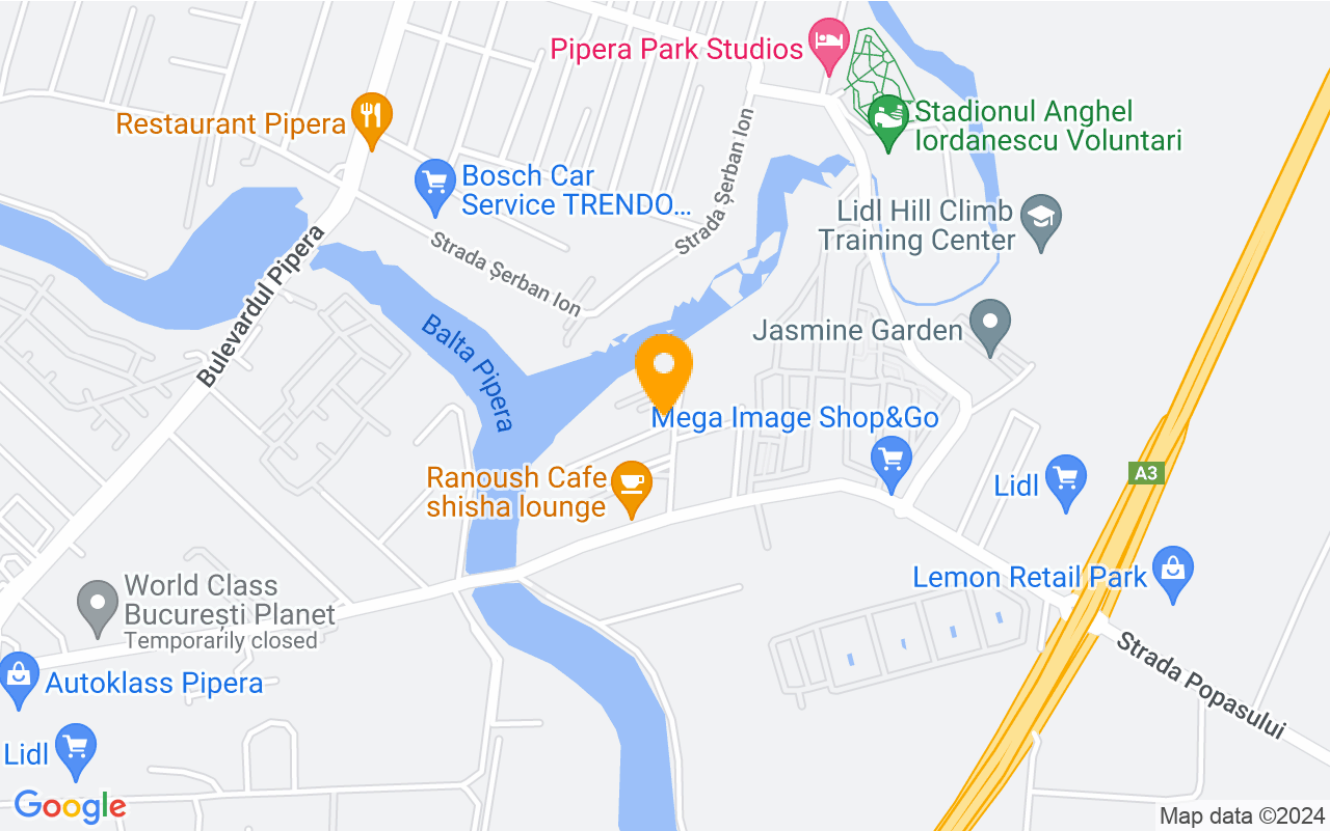 Pipera Park Studios
Stadionul Anghel
Iordanescu Voluntari
Restaurant Pipera
Bosch Car
Service TRENDO...
Strada Șerban Ion
Lidl Hill Climb
Training Center
Strada Șerban Ion
Bulevardul Pipera
Balta Pipera
Jasmine Garden
Mega Image Shop&Go
Ranoush Cafe
shisha lounge
Lidl
A3
Lemon Retail Park
World Class
București Planet
Temporarily closed
Strada Popasului
Autoklass Pipera
Lidl
Google
Map data ©2024